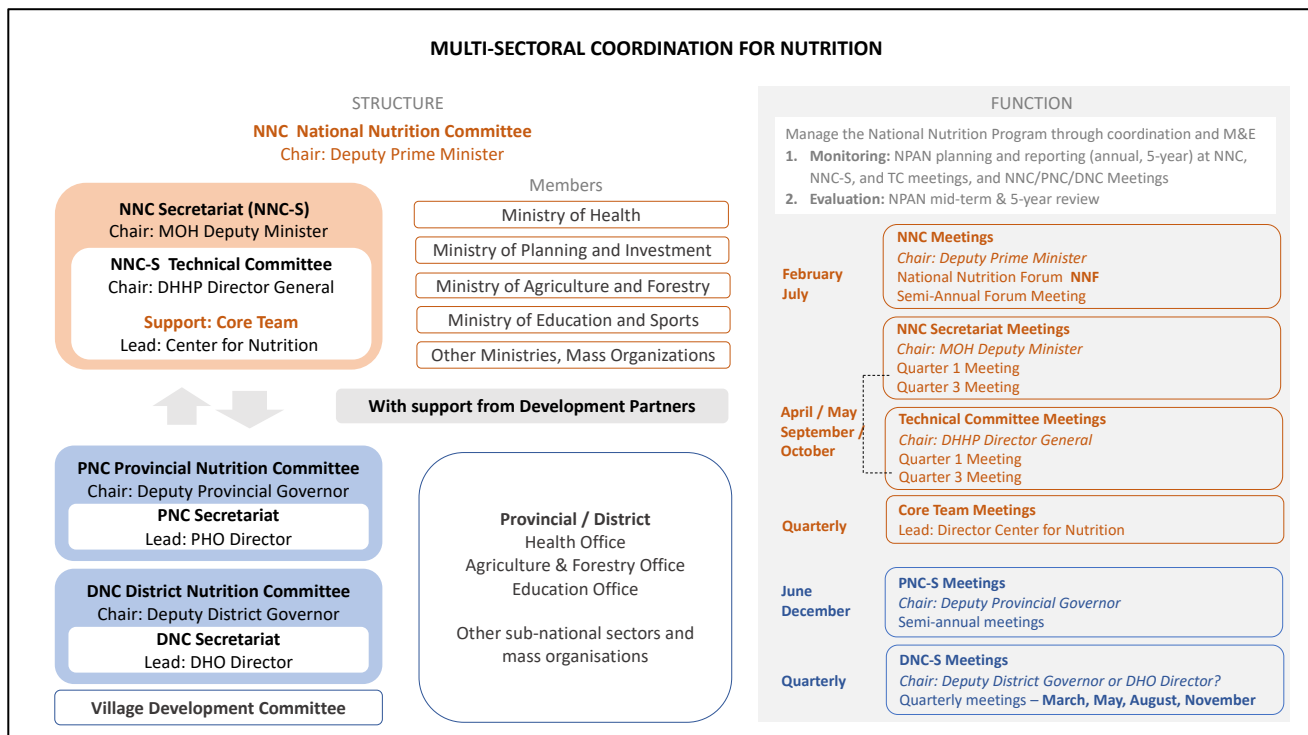 MULTI-SECTORAL COORDINATION FOR NUTRITION
STRUCTURE
NNC National Nutrition Committee
Chair: Deputy Prime Minister
NNC Secretariat (NNC-S)
Chair: MOH Deputy Minister
NNC-S Technical Committee
Chair: DHHP Director General
Support: Core Team
Lead: Center for Nutrition
Members
Ministry of Health
Ministry of Planning and Investment
Ministry of Agriculture and Forestry
Ministry of Education and Sports
Other Ministries, Mass Organizations
With support from Development Partners
PNC Provincial Nutrition Committee
Chair: Deputy Provincial Governor
PNC Secretariat
Lead: PHO Director
DNC District Nutrition Committee
Chair: Deputy District Governor
DNC Secretariat
Lead: DHO Director
Village Development Committee
Provincial / District
Health Office
Agriculture & Forestry Office
Education Office
Other sub-national sectors and
mass organisations
FUNCTION
Manage the National Nutrition Program through coordination and M&E
1. Monitoring: NPAN planning and reporting (annual, 5-year) at NNC,
NNC-S, and TC meetings, and NNC/PNC/DNC Meetings
2. Evaluation: NPAN mid-term & 5-year review
February
July
NNC Meetings
Chair: Deputy Prime Minister
National Nutrition Forum NNF
Semi-Annual Forum Meeting
NNC Secretariat Meetings
Chair: MOH Deputy Minister
Quarter 1 Meeting
Quarter 3 Meeting
April / May
September /
October
Technical Committee Meetings
Chair: DHHP Director General
Quarter 1 Meeting
Quarter 3 Meeting
Quarterly
Core Team Meetings
Lead: Director Center for Nutrition
June
December
PNC-S Meetings
Chair: Deputy Provincial Governor
Semi-annual meetings
Quarterly
DNC-S Meetings
Chair: Deputy District Governor or DHO Director?
Quarterly meetings – March, May, August, November